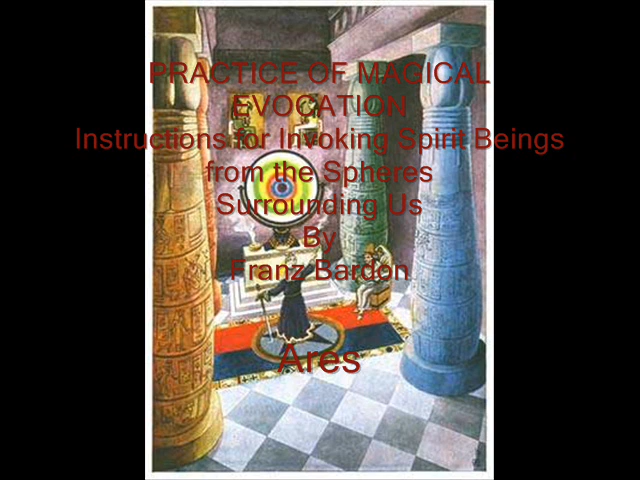 PRACTICE OF MAGICAL
EVOCATION
Instructions for Invoking Spirit Beings
from the Spheres
Surrounding Us
By
Franz Bardon
Ares